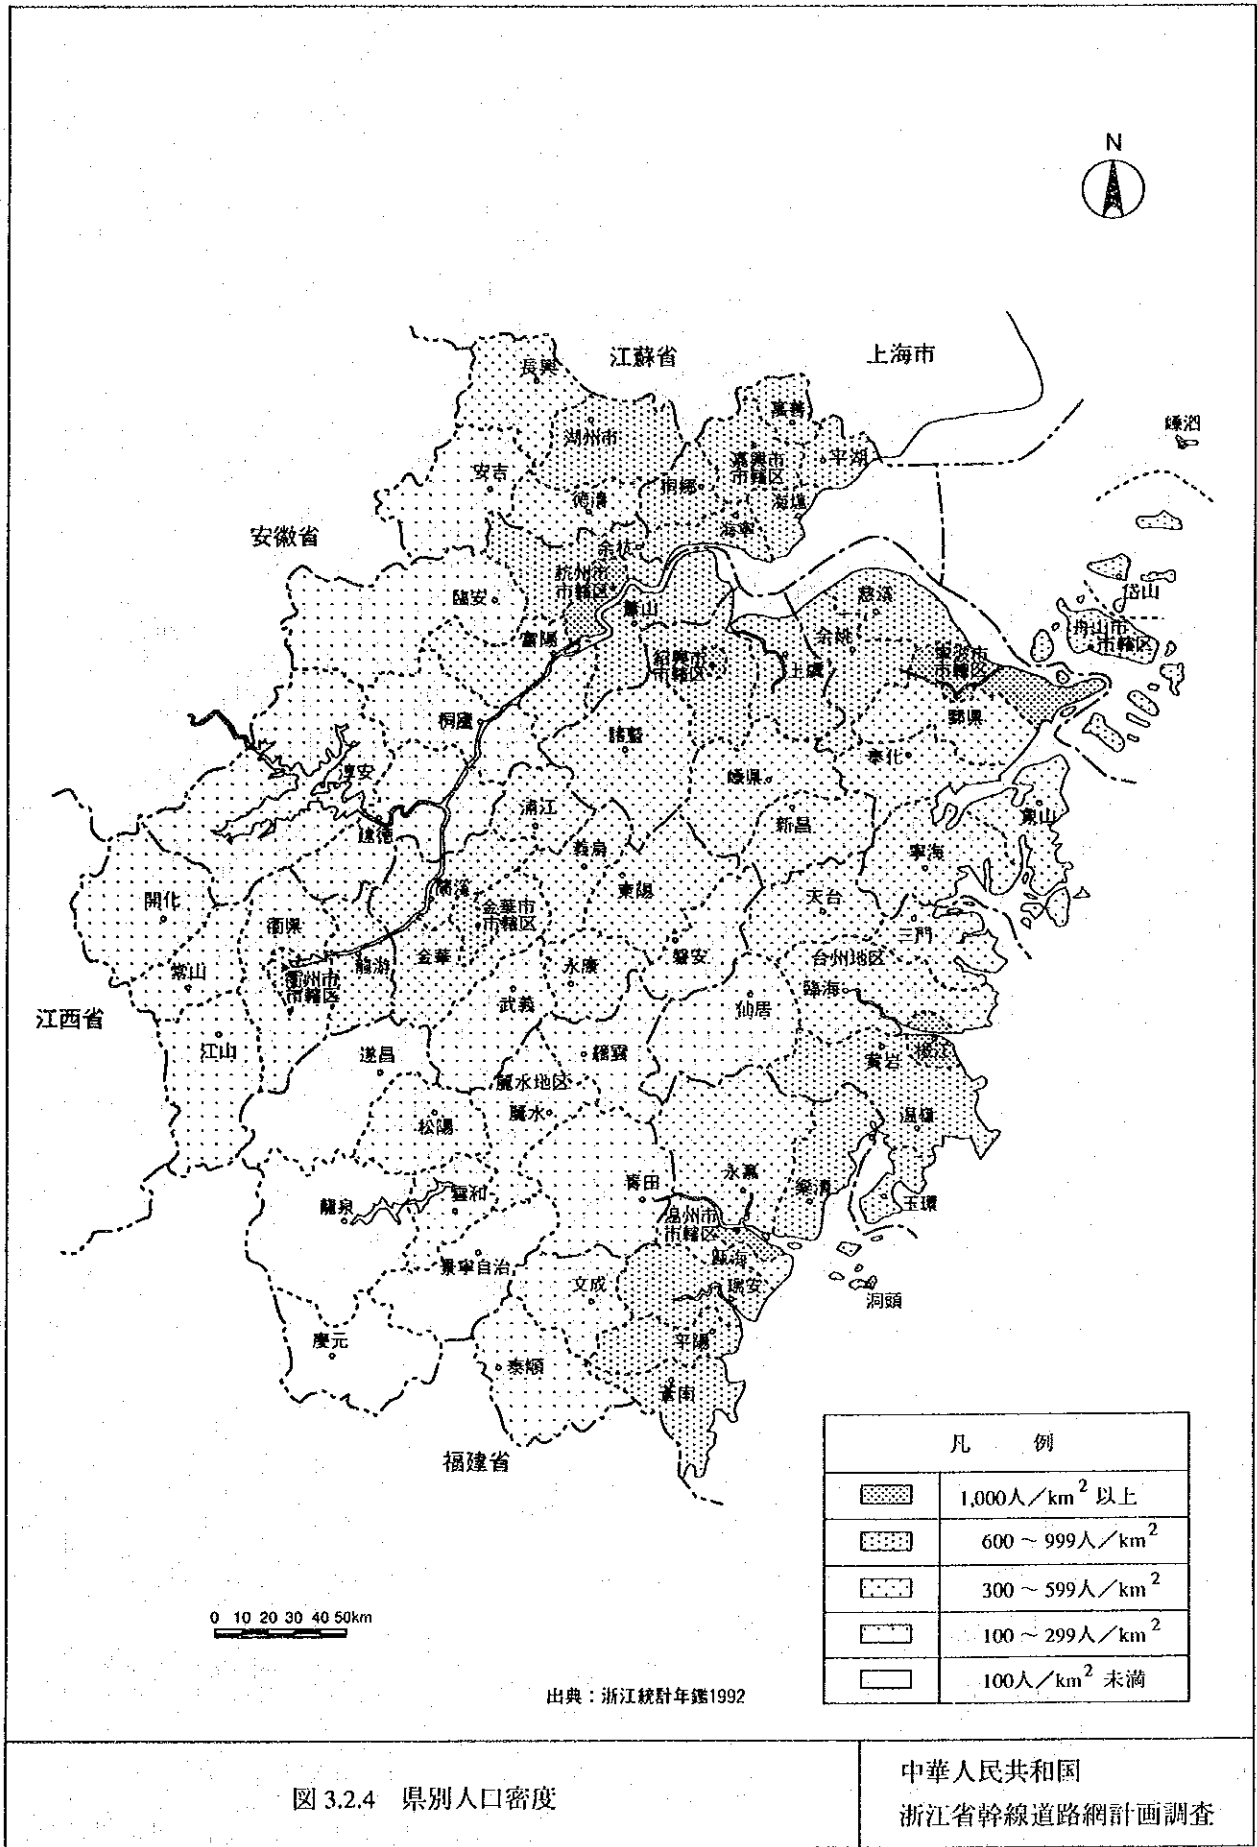 N
江蘇省
上海市
長興
嘉善
嵊泗
湖州市
嘉興市
市轄区
平湖
安吉
桐郷
徳清
海塩
海寧
安徽省
余杭
杭州市
市轄区
臨安
蕭山
慈渓
岱山
舟山市
市轄区
富陽
余姚
紹興市
市轄区
上虞
寧波市
市轄区
桐廬
鄞県
諸曁
奉化
淳安
嵊県
浦江
象山
建徳
新昌
義烏
寧海
開化
蘭渓
東陽
天台
金華市
市轄区
衢県
三門
金華
龍游
永康
磐安
台州地区
常山
衢州市
市轄区
臨海
武義
仙居
江西省
江山
遂昌
縉雲
黄岩
椒江
麗水地区
松陽
麗水
温嶺
永嘉
青田
楽清
龍泉
雲和
玉環
温州市
市轄区
甌海
景寧自治
文成
瑞安
洞頭
慶元
平陽
泰順
蒼南
福建省
凡 例
1,000人／km² 以上
600 ～ 999人／km²
300 ～ 599人／km²
100 ～ 299人／km²
100人／km² 未満
0 10 20 30 40 50km
出典：浙江統計年鑑1992
図 3.2.4 県別人口密度
中華人民共和国
浙江省幹線道路網計画調査